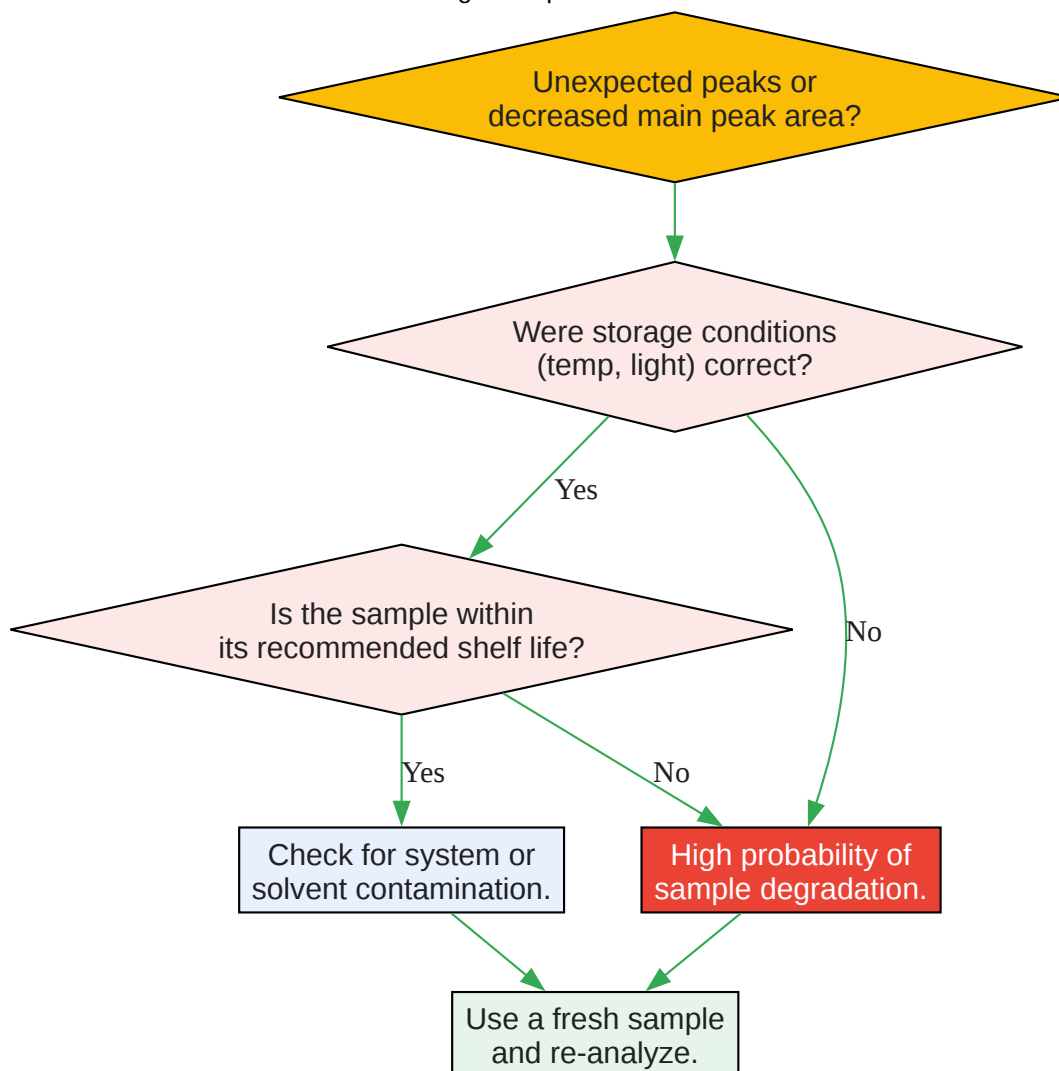 Unexpected peaks or
decreased main peak area?
Were storage conditions
(temp, light) correct?
Yes
No
Is the sample within
its recommended shelf life?
Yes
No
Check for system or
solvent contamination.
High probability of
sample degradation.
Use a fresh sample
and re-analyze.